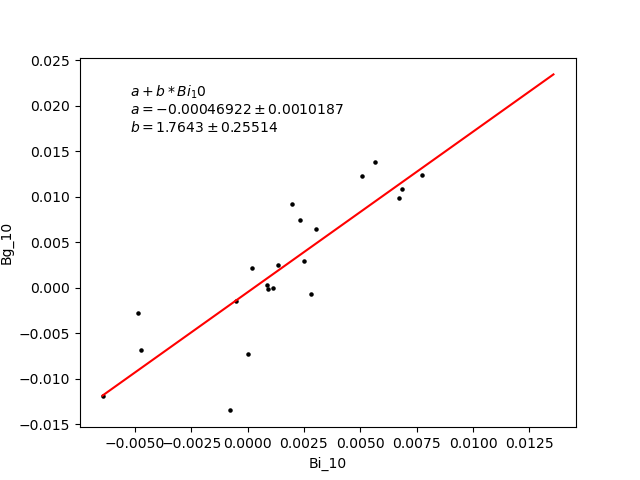 0.025
0.020
0.015
0.010
0.005
0.000
−0.005
−0.010
−0.015
Bg_10
a + b * Bi₁0
a = −0.00046922 ± 0.0010187
b = 1.7643 ± 0.25514
−0.0050 −0.0025 0.0000 0.0025 0.0050 0.0075 0.0100 0.0125
Bi_10